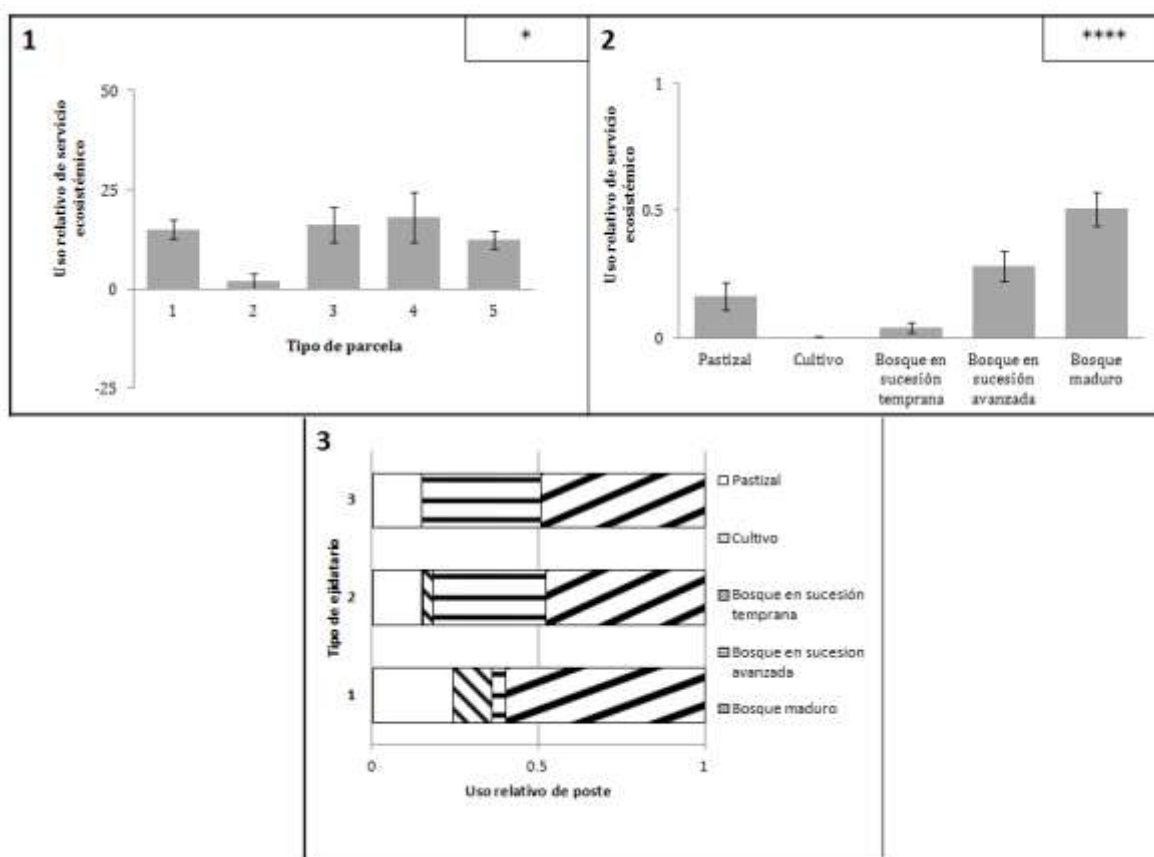 1
*
Uso relativo de servicio
ecosistémico
50
25
0
-25
1 2 3 4 5
Tipo de parcela
2
****
Uso relativo de servicio
ecosistémico
1
0.5
0
Pastizal
Cultivo
Bosque en
sucesión
temprana
Bosque en
sucesión
avanzada
Bosque
maduro
3
Tipo de ejidatario
3
2
1
0 0.5 1
Uso relativo de poste
Pastizal
Cultivo
Bosque en sucesión
temprana
Bosque en sucesion
avanzada
Bosque maduro